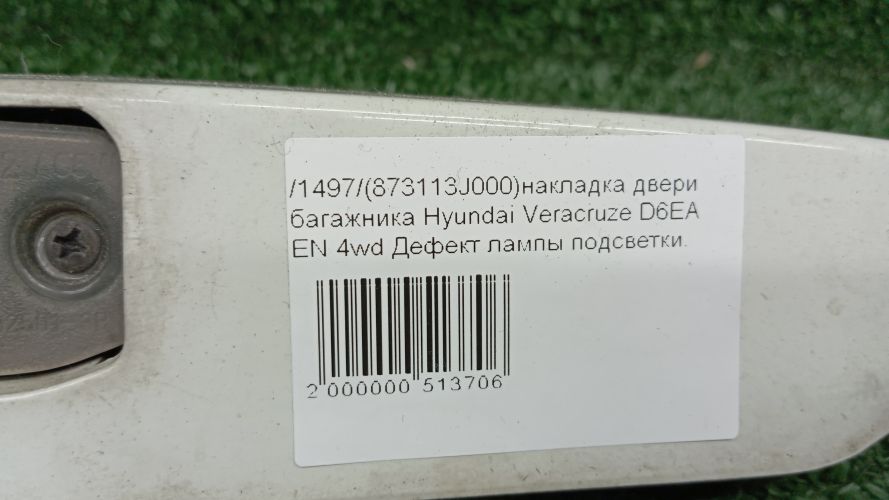 /1497/(873113J000)накладка двери
багажника Hyundai Veracruze D6EA
EN 4wd Дефект лампы подсветки.
2 000000 513706